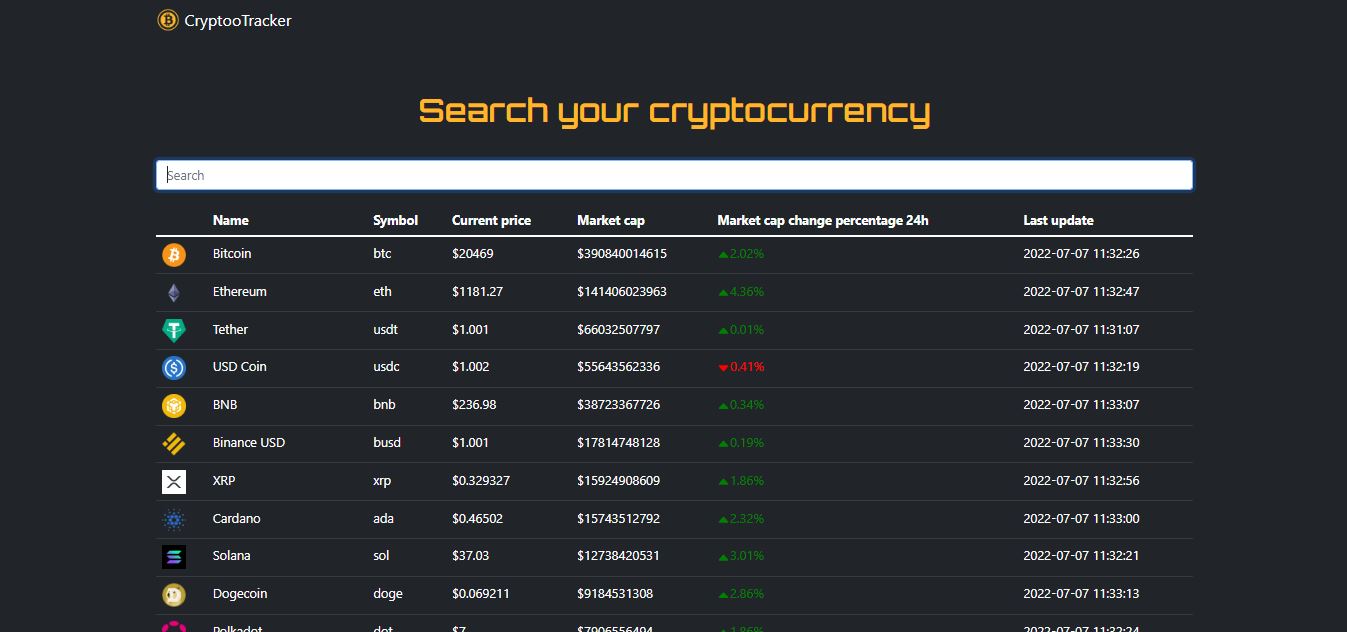 CryptooTracker
Search your cryptocurrency
Search
Name Symbol Current price Market cap Market cap change percentage 24h Last update
Bitcoin btc $20469 $390840014615 2.02% 2022-07-07 11:32:26
Ethereum eth $1181.27 $141406023963 4.36% 2022-07-07 11:32:47
Tether usdt $1.001 $66032507797 0.01% 2022-07-07 11:31:07
USD Coin usdc $1.002 $55643562336 0.41% 2022-07-07 11:32:19
BNB bnb $236.98 $38723367726 0.34% 2022-07-07 11:33:07
Binance USD busd $1.001 $17814748128 0.19% 2022-07-07 11:33:30
XRP xrp $0.329327 $15924908609 1.86% 2022-07-07 11:32:56
Cardano ada $0.46502 $15743512792 2.32% 2022-07-07 11:33:00
Solana sol $37.03 $12738420531 3.01% 2022-07-07 11:32:21
Dogecoin doge $0.069211 $9184531308 2.86% 2022-07-07 11:33:13
Polkadot dot $7 $7906556494 1.86% 2022-07-07 11:32:24